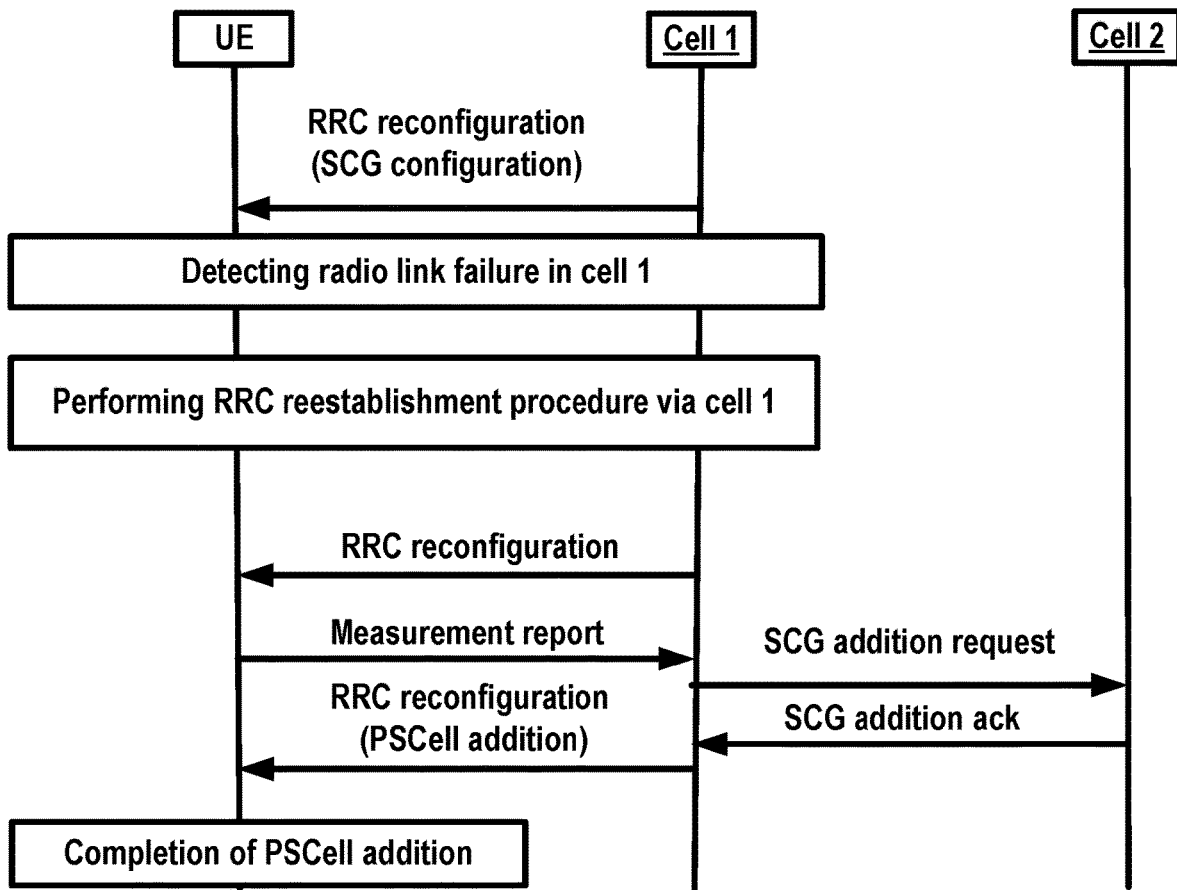 UE
Cell 1
Cell 2
RRC reconfiguration
(SCG configuration)
Detecting radio link failure in cell 1
Performing RRC reestablishment procedure via cell 1
RRC reconfiguration
Measurement report
SCG addition request
RRC reconfiguration
(PSCell addition)
SCG addition ack
Completion of PSCell addition